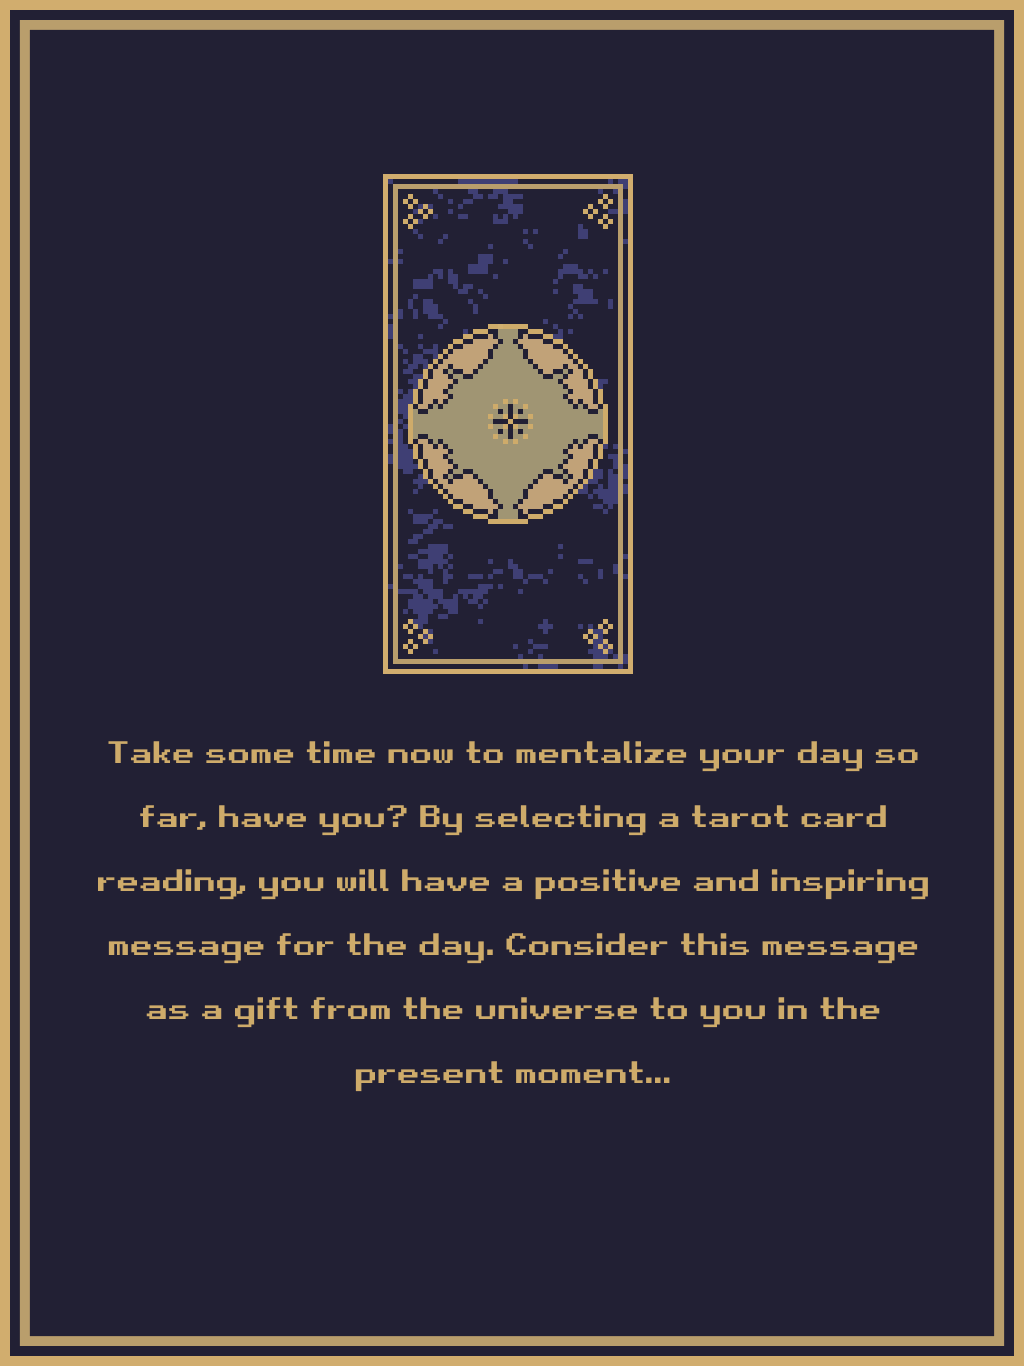 Take some time now to mentalize your day so
far, have you? By selecting a tarot card
reading, you will have a positive and inspiring
message for the day. Consider this message
as a gift from the universe to you in the
present moment...